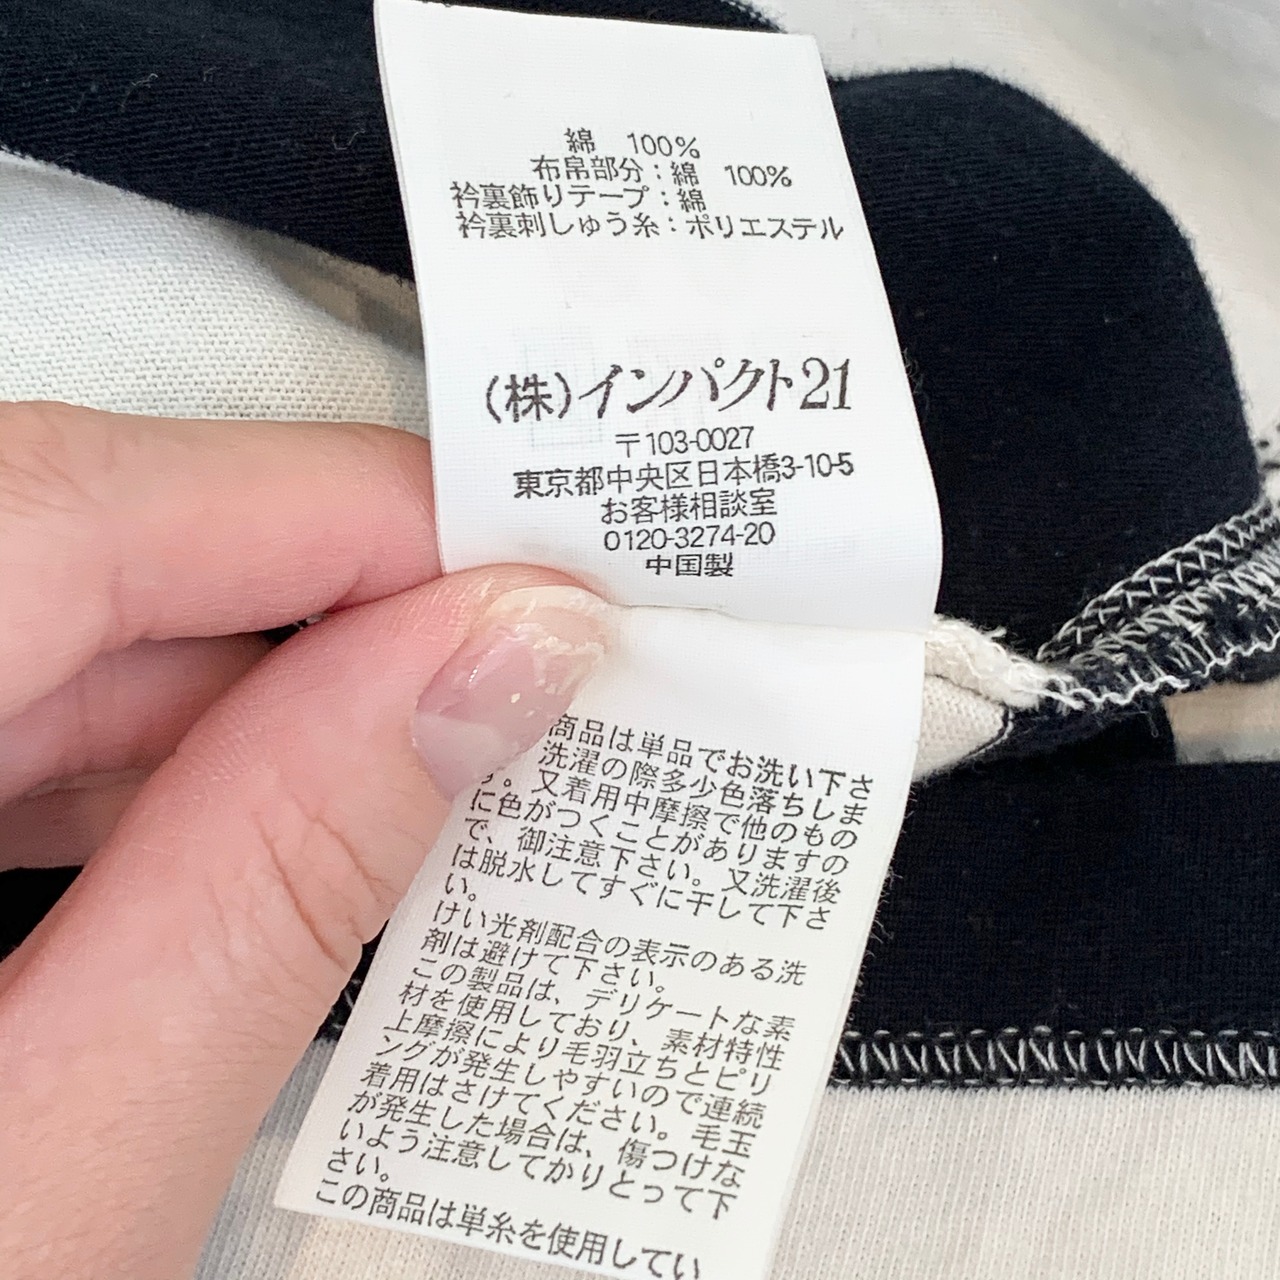 綿 100%
布帛部分:綿 100%
衿裏飾りテープ:綿
衿裏刺しゅう糸:ポリエステル
(株)インパクト21
〒103-0027
東京都中央区日本橋3-10-5
お客様相談室
0120-3274-20
中国製
商品は単品でお洗い下さ
洗濯の際多少色落ちしま
す。又着用中摩擦で他のもの
に色がつくことがありますの
で、御注意下さい。又洗濯後
は脱水してすぐに干して下さ
い。
けい光剤配合の表示のある洗
剤は避けて下さい。
この製品は、デリケートな素
材を使用しており、素材特性
上摩擦により毛羽立ちとピリ
ングが発生しやすいので連続
着用はさけてください。毛玉
が発生した場合は、傷つけな
いよう注意してかりとって下
さい。
この商品は単糸を使用してい